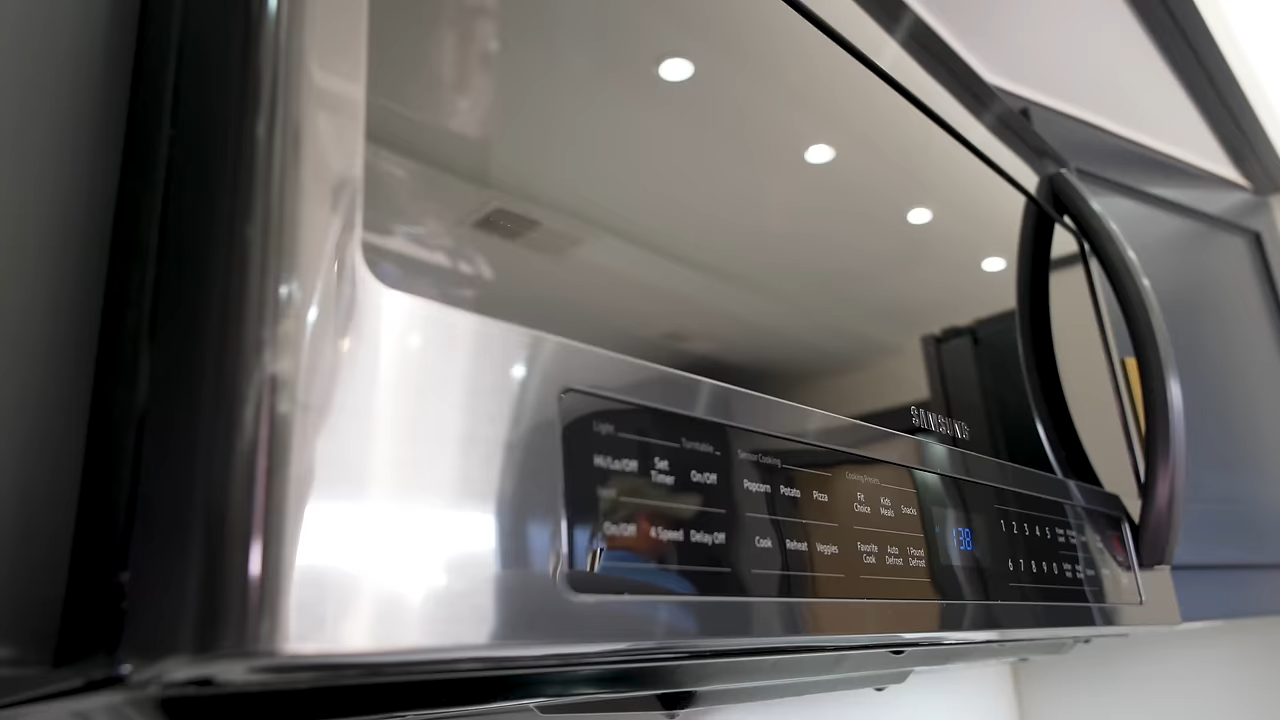 SAMSUNG
Light
Turntable
Hi/Lo/Off
Set Timer
On/Off
On/Off
4 Speed
Delay Off
Sensor Cooking
Popcorn
Potato
Pizza
Cook
Reheat
Veggies
Cooking Presets
Fit Choice
Kids Meals
Snacks
Favorite Cook
Auto Defrost
1 Pound Defrost
1 2 3 4 5
6 7 8 9 0